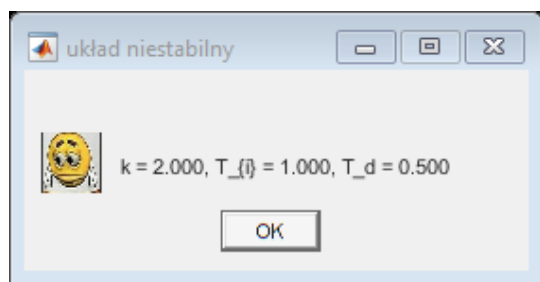 układ niestabilny
k = 2.000, T_{i} = 1.000, T_d = 0.500
OK